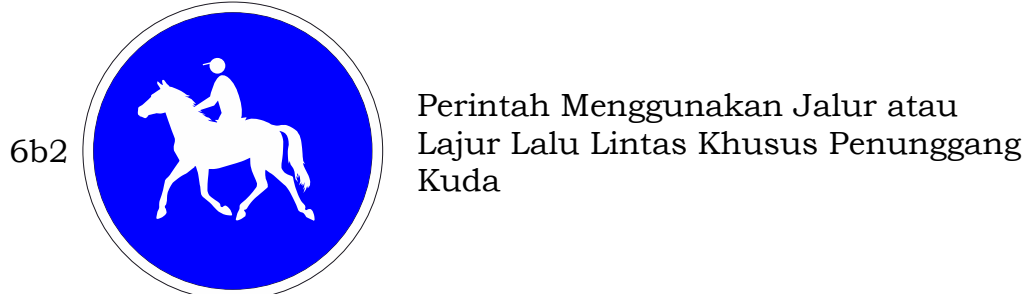 6b2
Perintah Menggunakan Jalur atau
Lajur Lalu Lintas Khusus Penunggang
Kuda